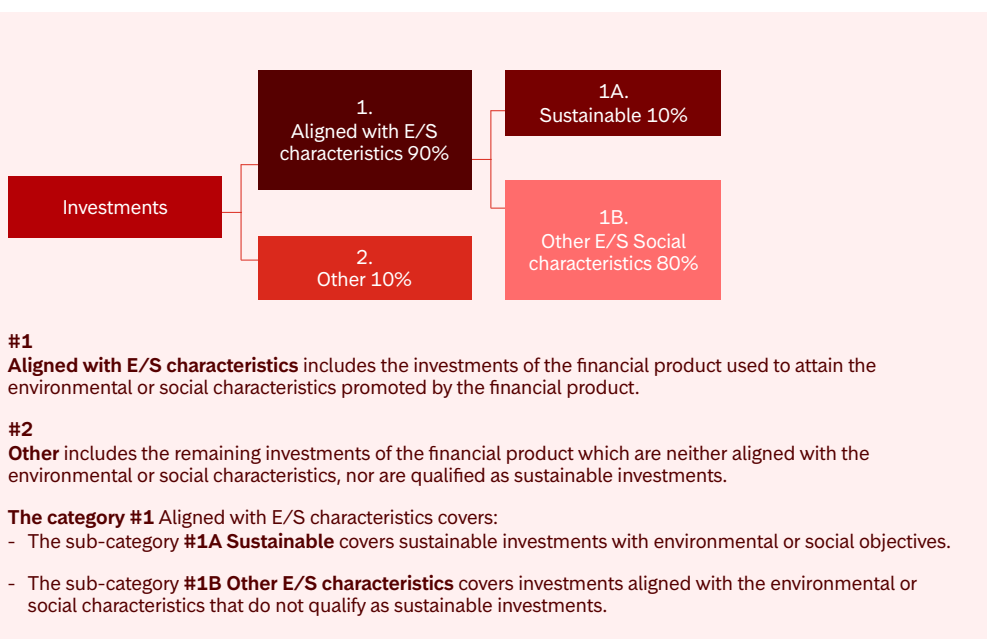 Investments
1.
Aligned with E/S
characteristics 90%
2.
Other 10%
1A.
Sustainable 10%
1B.
Other E/S Social
characteristics 80%
#1
Aligned with E/S characteristics includes the investments of the financial product used to attain the
environmental or social characteristics promoted by the financial product.
#2
Other includes the remaining investments of the financial product which are neither aligned with the
environmental or social characteristics, nor are qualified as sustainable investments.
The category #1 Aligned with E/S characteristics covers:
- The sub-category #1A Sustainable covers sustainable investments with environmental or social objectives.
- The sub-category #1B Other E/S characteristics covers investments aligned with the environmental or
social characteristics that do not qualify as sustainable investments.